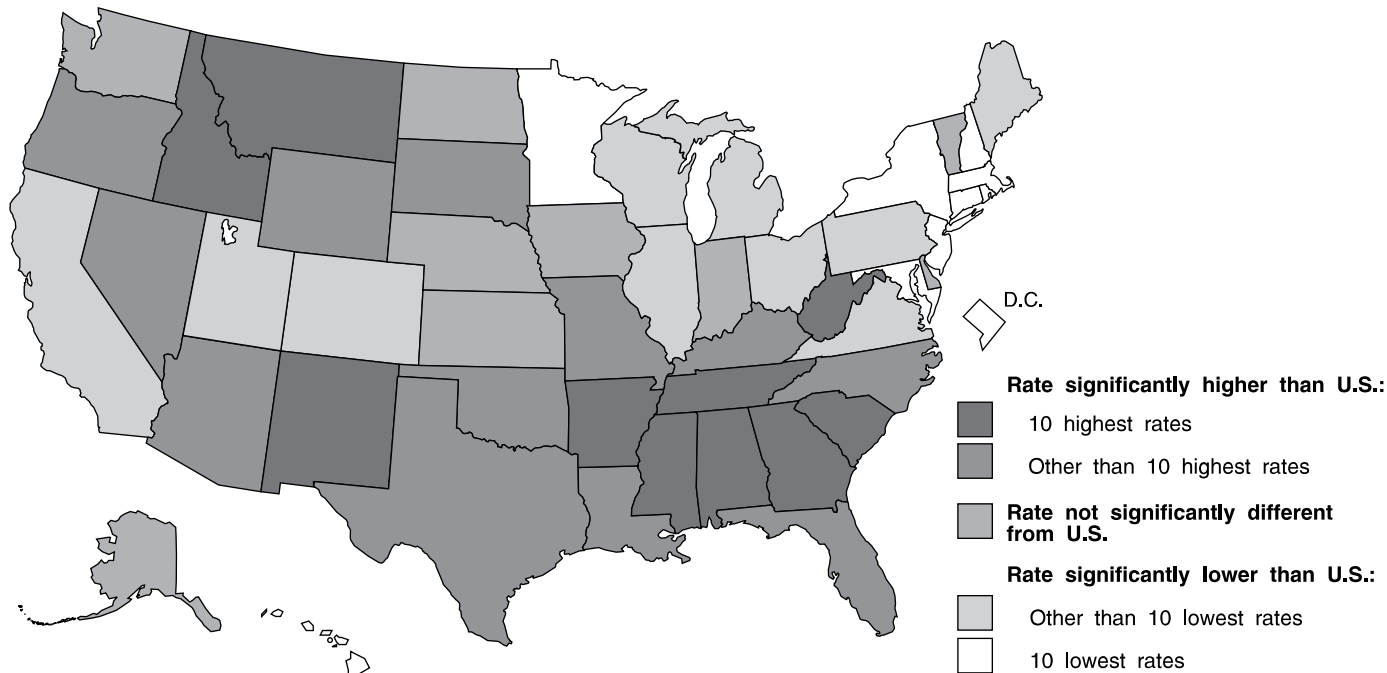 D.C.
Rate significantly higher than U.S.:
10 highest rates
Other than 10 highest rates
Rate not significantly different
from U.S.
Rate significantly lower than U.S.:
Other than 10 lowest rates
10 lowest rates